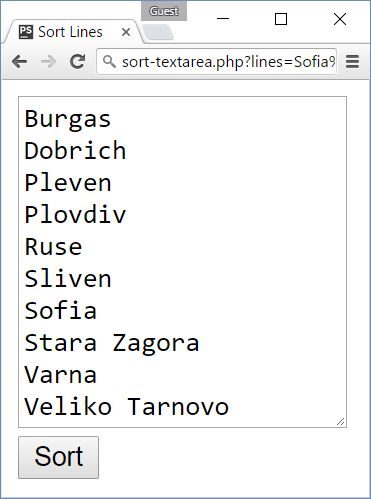 Guest
PS Sort Lines
sort-textarea.php?lines=Sofia%
Burgas
Dobrich
Pleven
Plovdiv
Ruse
Sliven
Sofia
Stara Zagora
Varna
Veliko Tarnovo
Sort